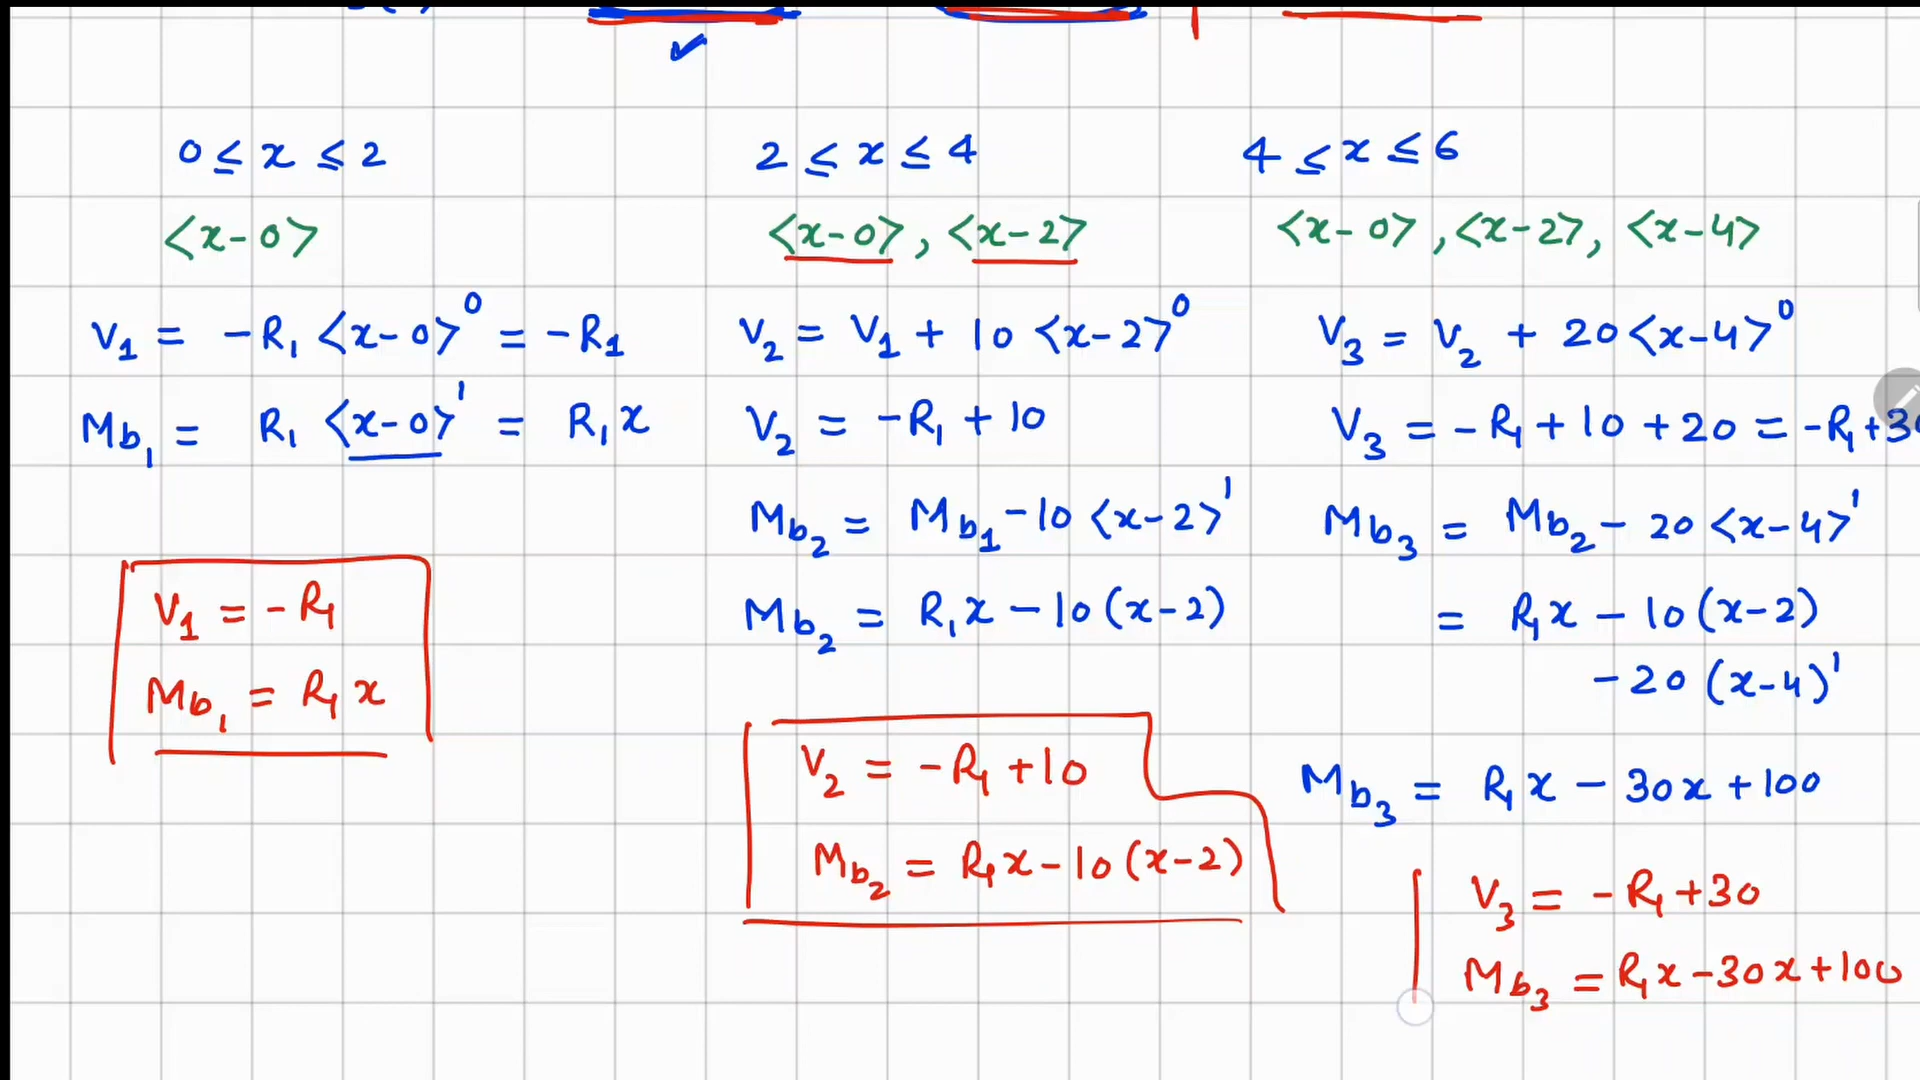 0 ≤ x ≤ 2
<x-0>
V₁ = -R₁ <x-0>⁰ = -R₁
Mb₁ = R₁ <x-0>¹ = R₁x
V₁ = -R₁
Mb₁ = R₁x
2 ≤ x ≤ 4
<x-0>, <x-2>
V₂ = V₁ + 10 <x-2>⁰
V₂ = -R₁ + 10
Mb₂ = Mb₁ - 10 <x-2>¹
Mb₂ = R₁x - 10(x-2)
V₂ = -R₁ + 10
Mb₂ = R₁x - 10(x-2)
4 ≤ x ≤ 6
<x-0>, <x-2>, <x-4>
V₃ = V₂ + 20 <x-4>⁰
V₃ = -R₁ + 10 + 20 = -R₁ + 30
Mb₃ = Mb₂ - 20 <x-4>¹
= R₁x - 10(x-2)
-20(x-4)¹
Mb₃ = R₁x - 30x + 100
V₃ = -R₁ + 30
Mb₃ = R₁x - 30x + 100